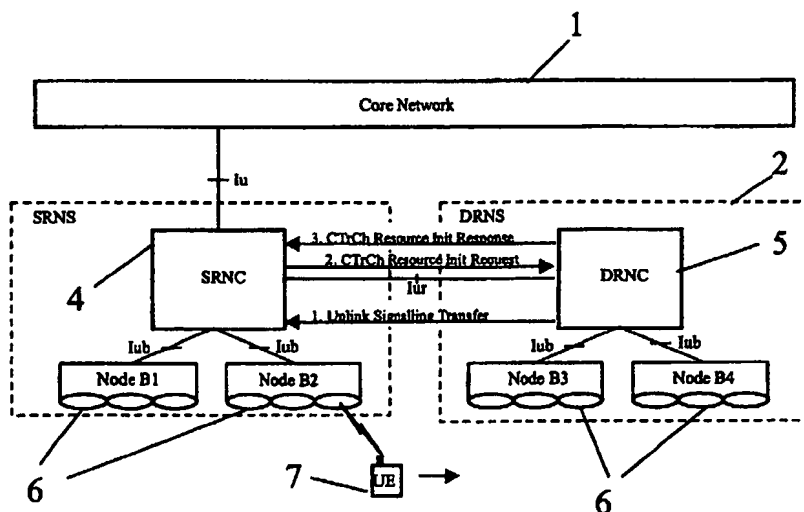 1
Core Network
Iu
2
SRNS
DRNS
3. CTrCh Resource Init Response
2. CTrCh Resource Init Request
4
SRNC
Iur
DRNC
5
1. Unlink Signalling Transfer
Iub
Iub
Iub
Iub
Node B1
Node B2
Node B3
Node B4
6
7
UE
6